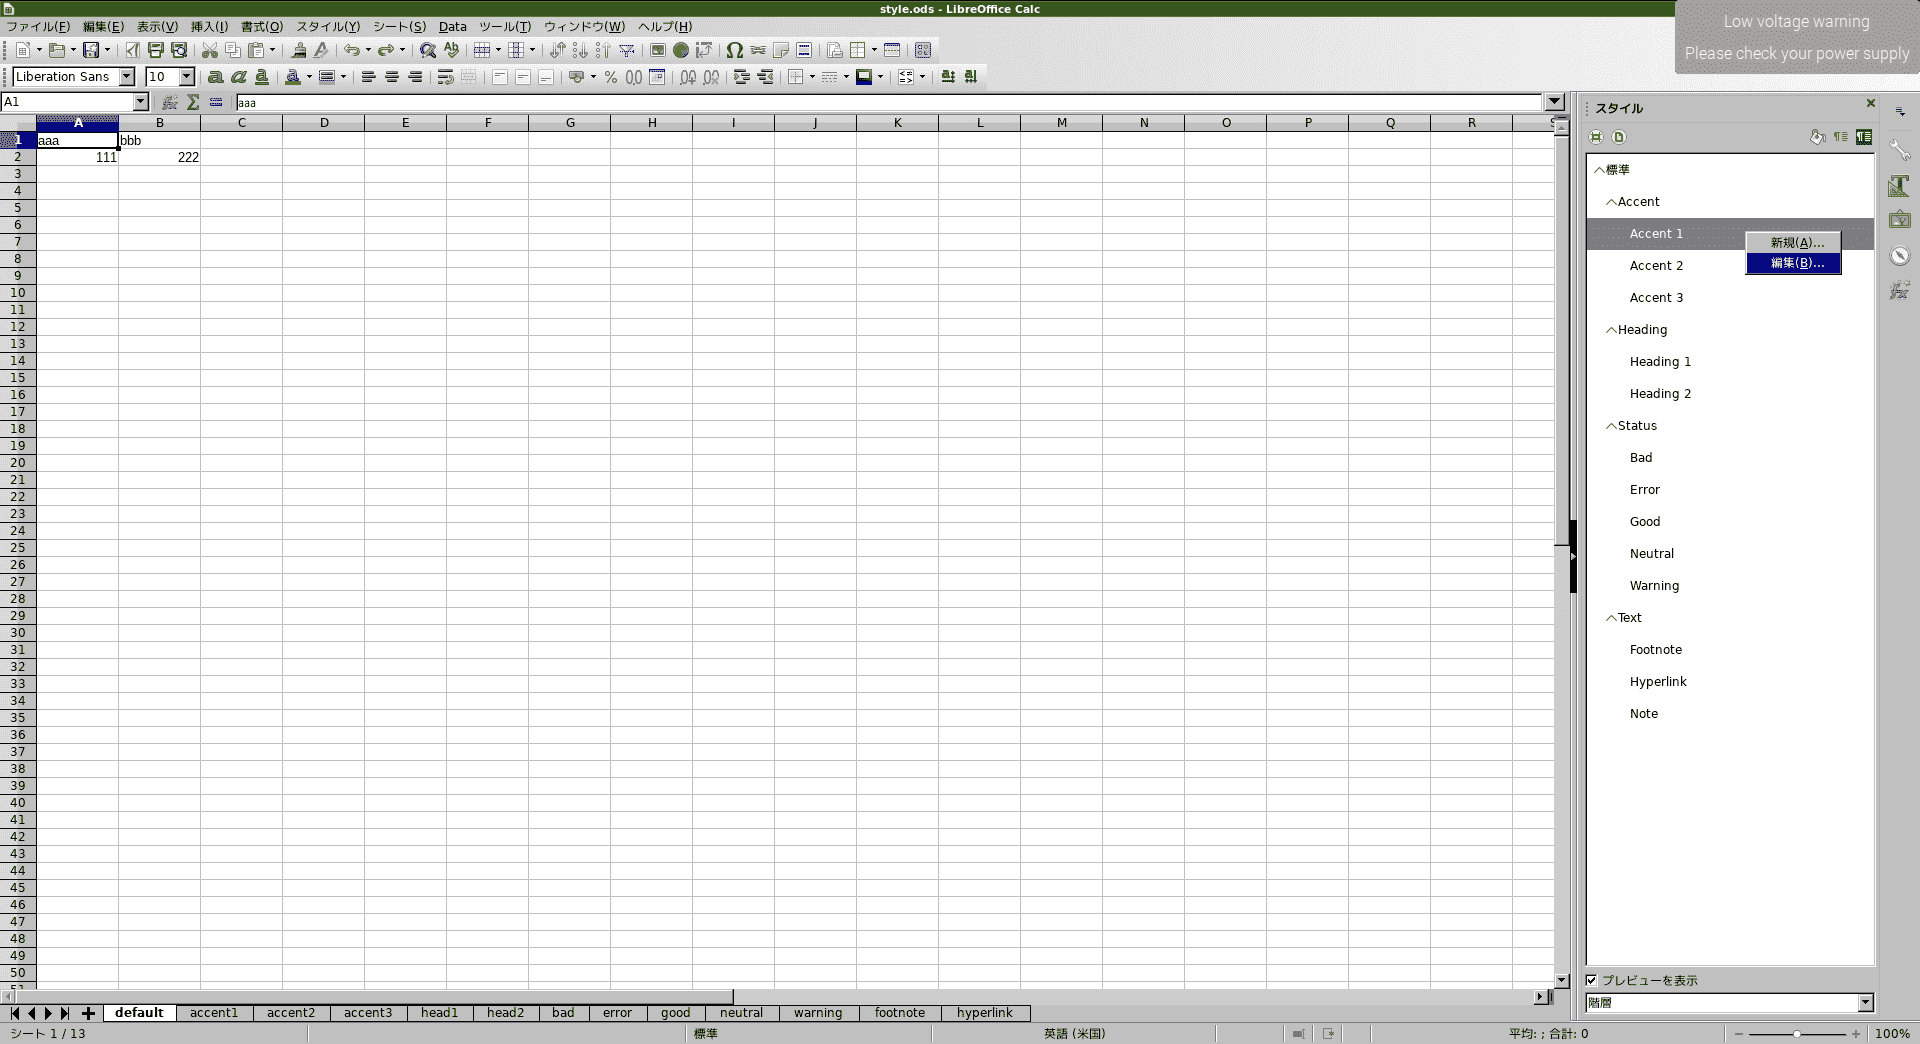 style.ods - LibreOffice Calc
Low voltage warning
Please check your power supply
ファイル(F) 編集(E) 表示(V) 挿入(I) 書式(O) スタイル(Y) シート(S) Data ツール(T) ウィンドウ(W) ヘルプ(H)
Liberation Sans 10
A1 aaa
A B C D E F G H I J K L M N O P Q R S
1 aaa bbb
2 111 222
3
4
5
6
7
8
9
10
11
12
13
14
15
16
17
18
19
20
21
22
23
24
25
26
27
28
29
30
31
32
33
34
35
36
37
38
39
40
41
42
43
44
45
46
47
48
49
50
51
default accent1 accent2 accent3 head1 head2 bad error good neutral warning footnote hyperlink
シート 1 / 13 標準 英語 (米国) 平均: ; 合計: 0 100%
スタイル
標準
Accent
Accent 1
新規(A)...
編集(B)...
Accent 2
Accent 3
Heading
Heading 1
Heading 2
Status
Bad
Error
Good
Neutral
Warning
Text
Footnote
Hyperlink
Note
プレビューを表示
階層